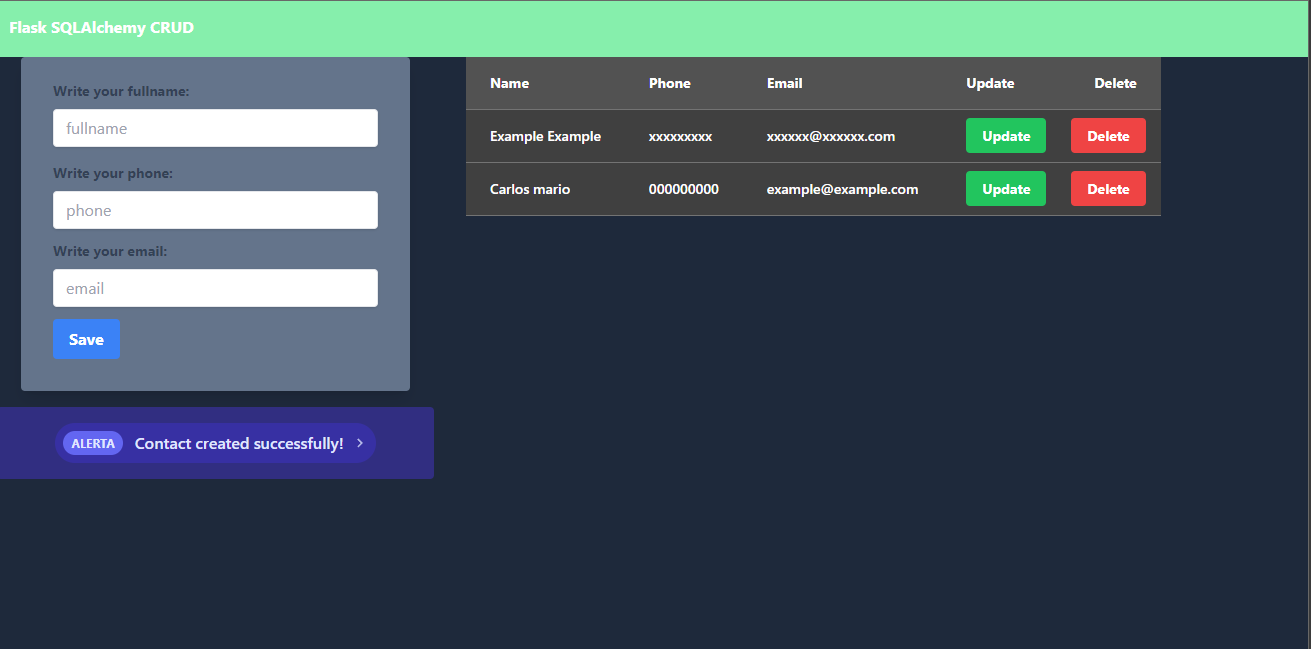 Flask SQLAlchemy CRUD
Write your fullname:
fullname
Write your phone:
phone
Write your email:
email
Save
ALERTA Contact created successfully!
Name Phone Email Update Delete
Example Example xxxxxxxxx xxxxxx@xxxxxx.com Update Delete
Carlos mario 000000000 example@example.com Update Delete